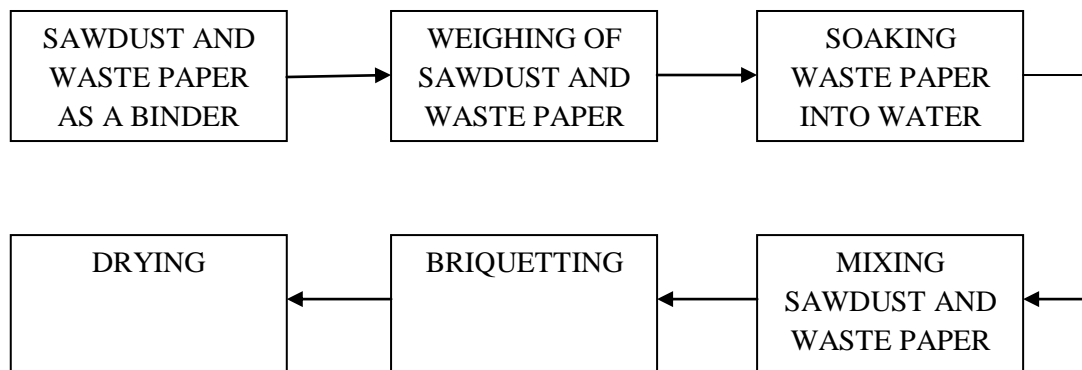 SAWDUST AND
WASTE PAPER
AS A BINDER
WEIGHING OF
SAWDUST AND
WASTE PAPER
SOAKING
WASTE PAPER
INTO WATER
MIXING
SAWDUST AND
WASTE PAPER
BRIQUETTING
DRYING